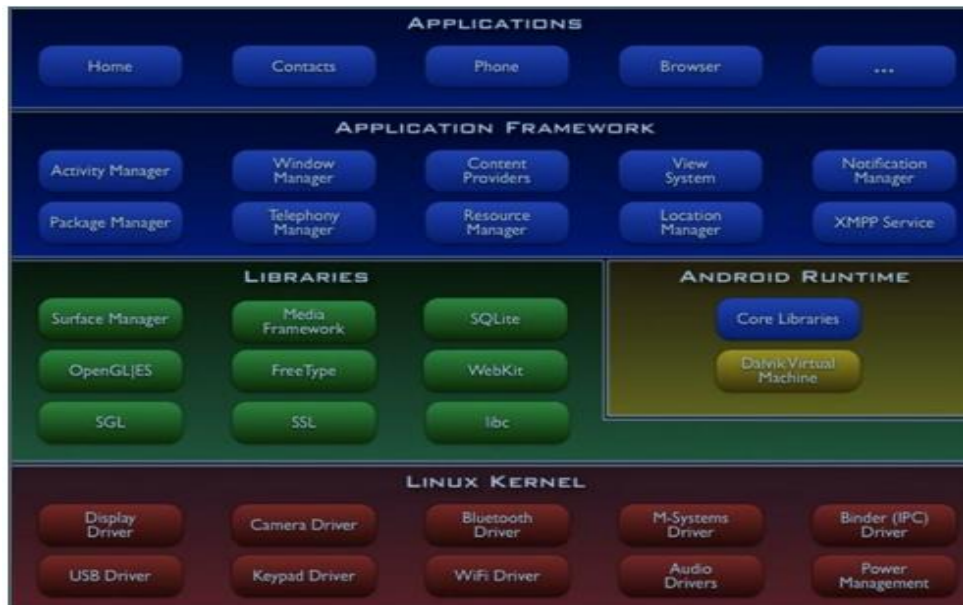 APPLICATIONS
Home
Contacts
Phone
Browser
...
APPLICATION FRAMEWORK
Activity Manager
Window
Manager
Content
Providers
View
System
Notification
Manager
Package Manager
Telephony
Manager
Resource
Manager
Location
Manager
XMPP Service
LIBRARIES
Surface Manager
Media
Framework
SQLite
OpenGL|ES
FreeType
WebKit
SGL
SSL
libc
ANDROID RUNTIME
Core Libraries
Dalvik Virtual
Machine
LINUX KERNEL
Display
Driver
Camera Driver
Bluetooth
Driver
M-Systems
Driver
Binder (IPC)
Driver
USB Driver
Keypad Driver
WiFi Driver
Audio
Drivers
Power
Management